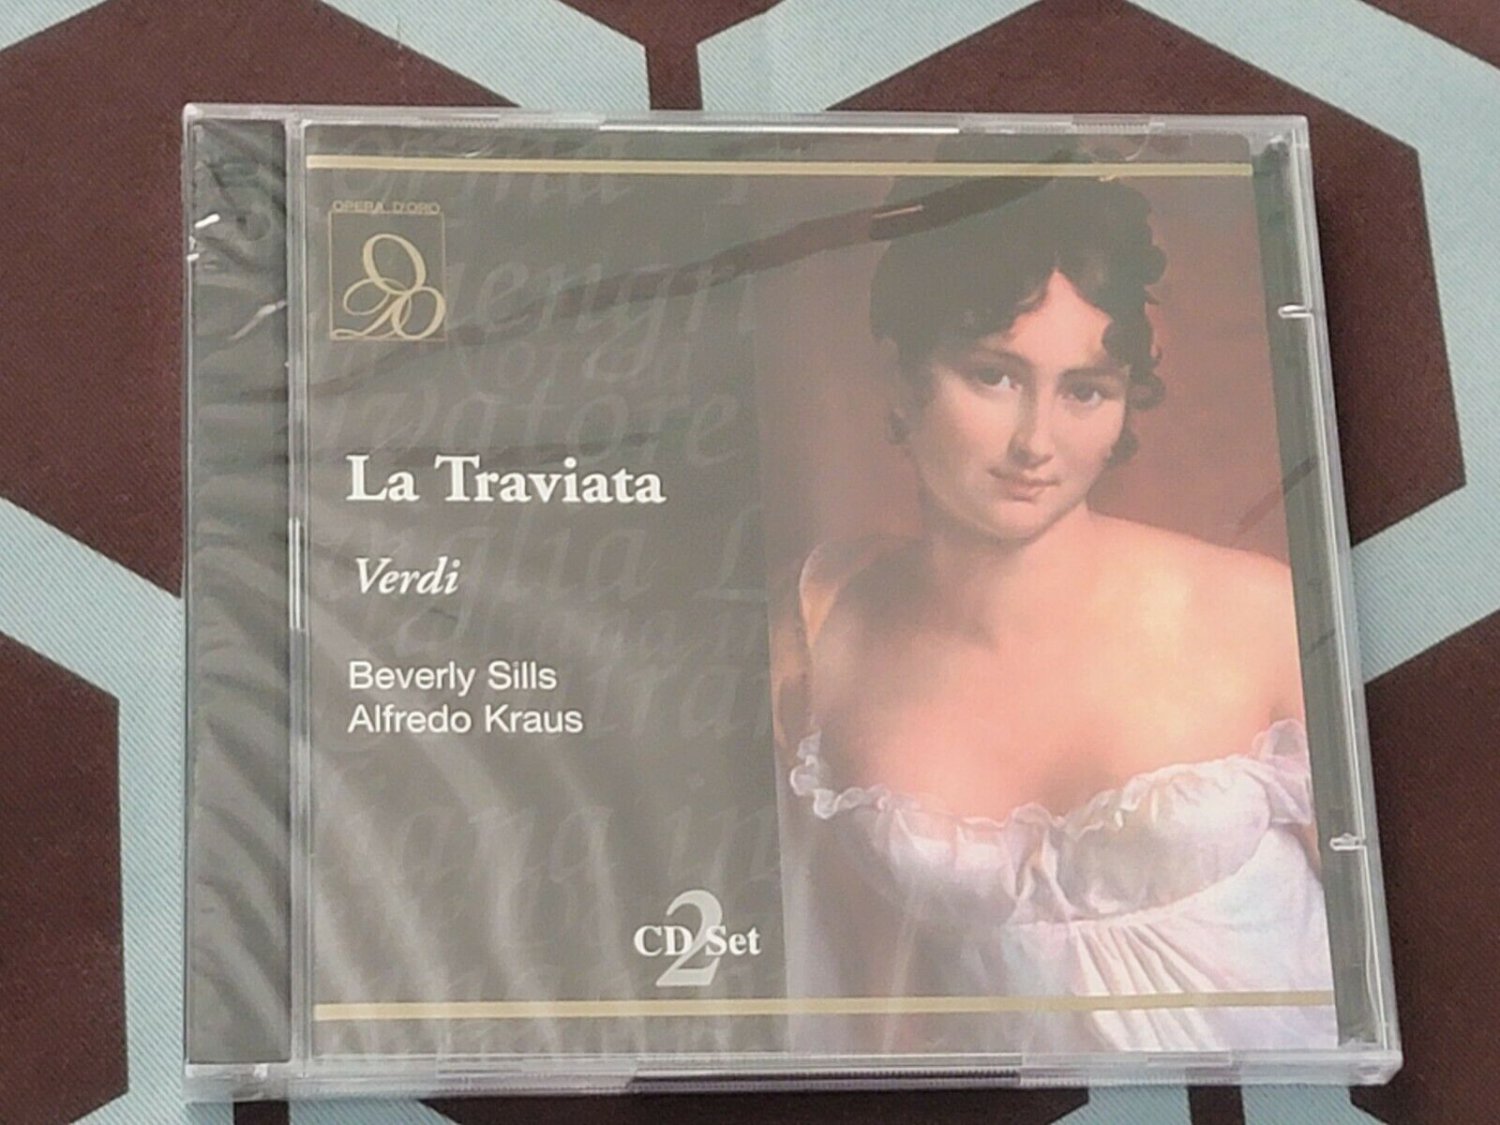 OPERA D'ORO
La Traviata
Verdi
Beverly Sills
Alfredo Kraus
2
CD Set